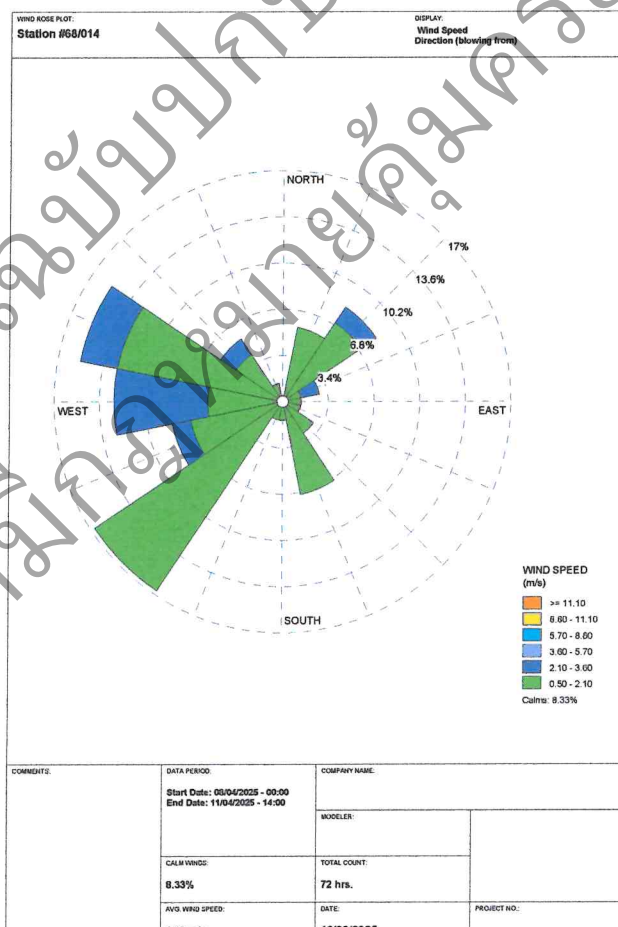 WIND ROSE PLOT:
Station #68/014
DISPLAY:
Wind Speed
Direction (blowing from)
NORTH
17%
13.6%
10.2%
6.8%
3.4%
WEST
EAST
SOUTH
WIND SPEED
(m/s)
>= 11.10
8.60 - 11.10
5.70 - 8.80
3.60 - 5.70
2.10 - 3.60
0.50 - 2.10
Calms: 8.33%
COMMENTS:
DATA PERIOD:
Start Date: 08/04/2025 - 00:00
End Date: 11/04/2025 - 14:00
COMPANY NAME:
MODELER:
CALM WINDS:
8.33%
TOTAL COUNT:
72 hrs.
AVG. WIND SPEED:
DATE:
PROJECT NO.: